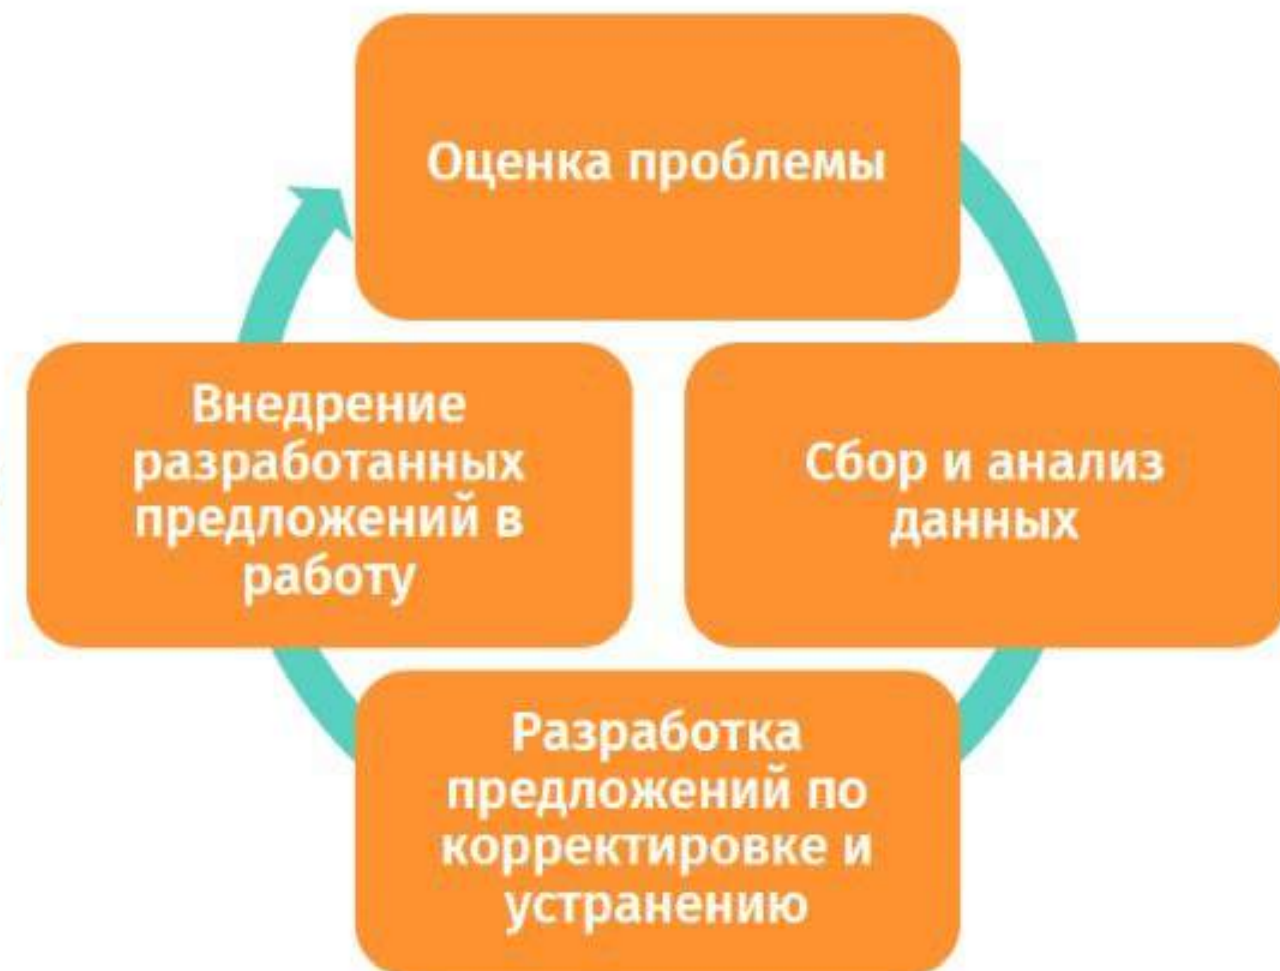 Оценка проблемы
Сбор и анализ
данных
Разработка
предложений по
корректировке и
устранению
Внедрение
разработанных
предложений в
работу